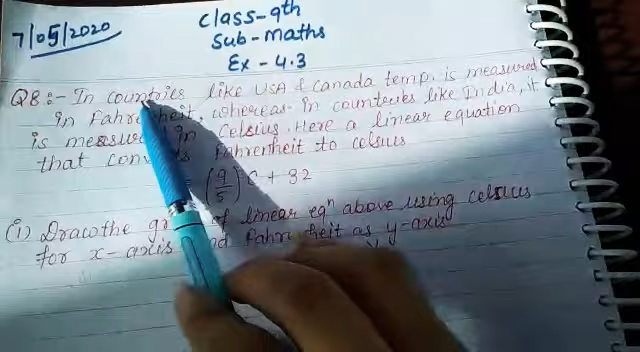 7/05/2020
Class-9th
Sub-Maths
Ex-4.3
Q8:- In countries like USA & Canada temp. is measured
in Fahrenheit, whereas in counteries like India, it
is measured in Celsius. Here a linear equation
that converts Fahrenheit to celsius
(9/5) C + 32
(i) Draw the graph of linear eqn above using celsius
for x-axis and Fahrenheit as y-axis